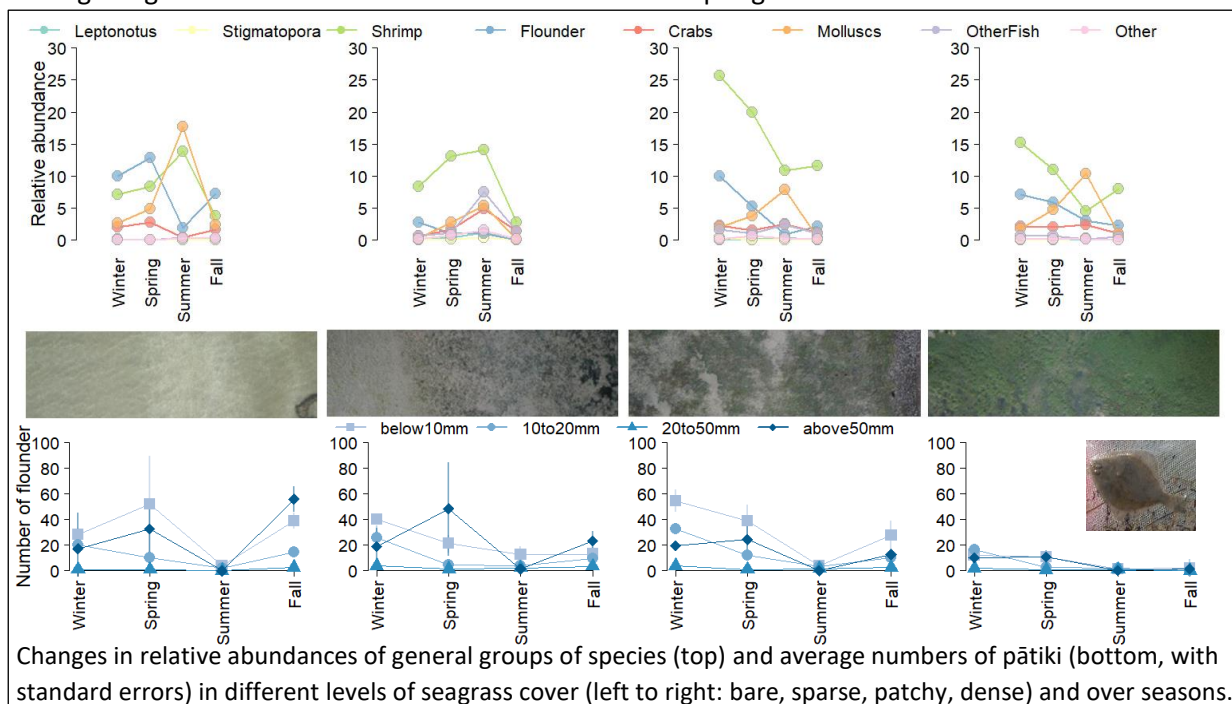 Leptonotus Stigmatopora Shrimp Flounder Crabs Molluscs OtherFish Other
30 30 30 30
25 25 25 25
20 20 20 20
15 15 15 15
10 10 10 10
5 5 5 5
0 0 0 0
Relative abundance
Winter Spring Summer Fall Winter Spring Summer Fall Winter Spring Summer Fall Winter Spring Summer Fall
below10mm 10to20mm 20to50mm above50mm
100 100 100 100
80 80 80 80
60 60 60 60
40 40 40 40
20 20 20 20
0 0 0 0
Number of flounder
Winter Spring Summer Fall Winter Spring Summer Fall Winter Spring Summer Fall Winter Spring Summer Fall
Changes in relative abundances of general groups of species (top) and average numbers of pātiki (bottom, with
standard errors) in different levels of seagrass cover (left to right: bare, sparse, patchy, dense) and over seasons.